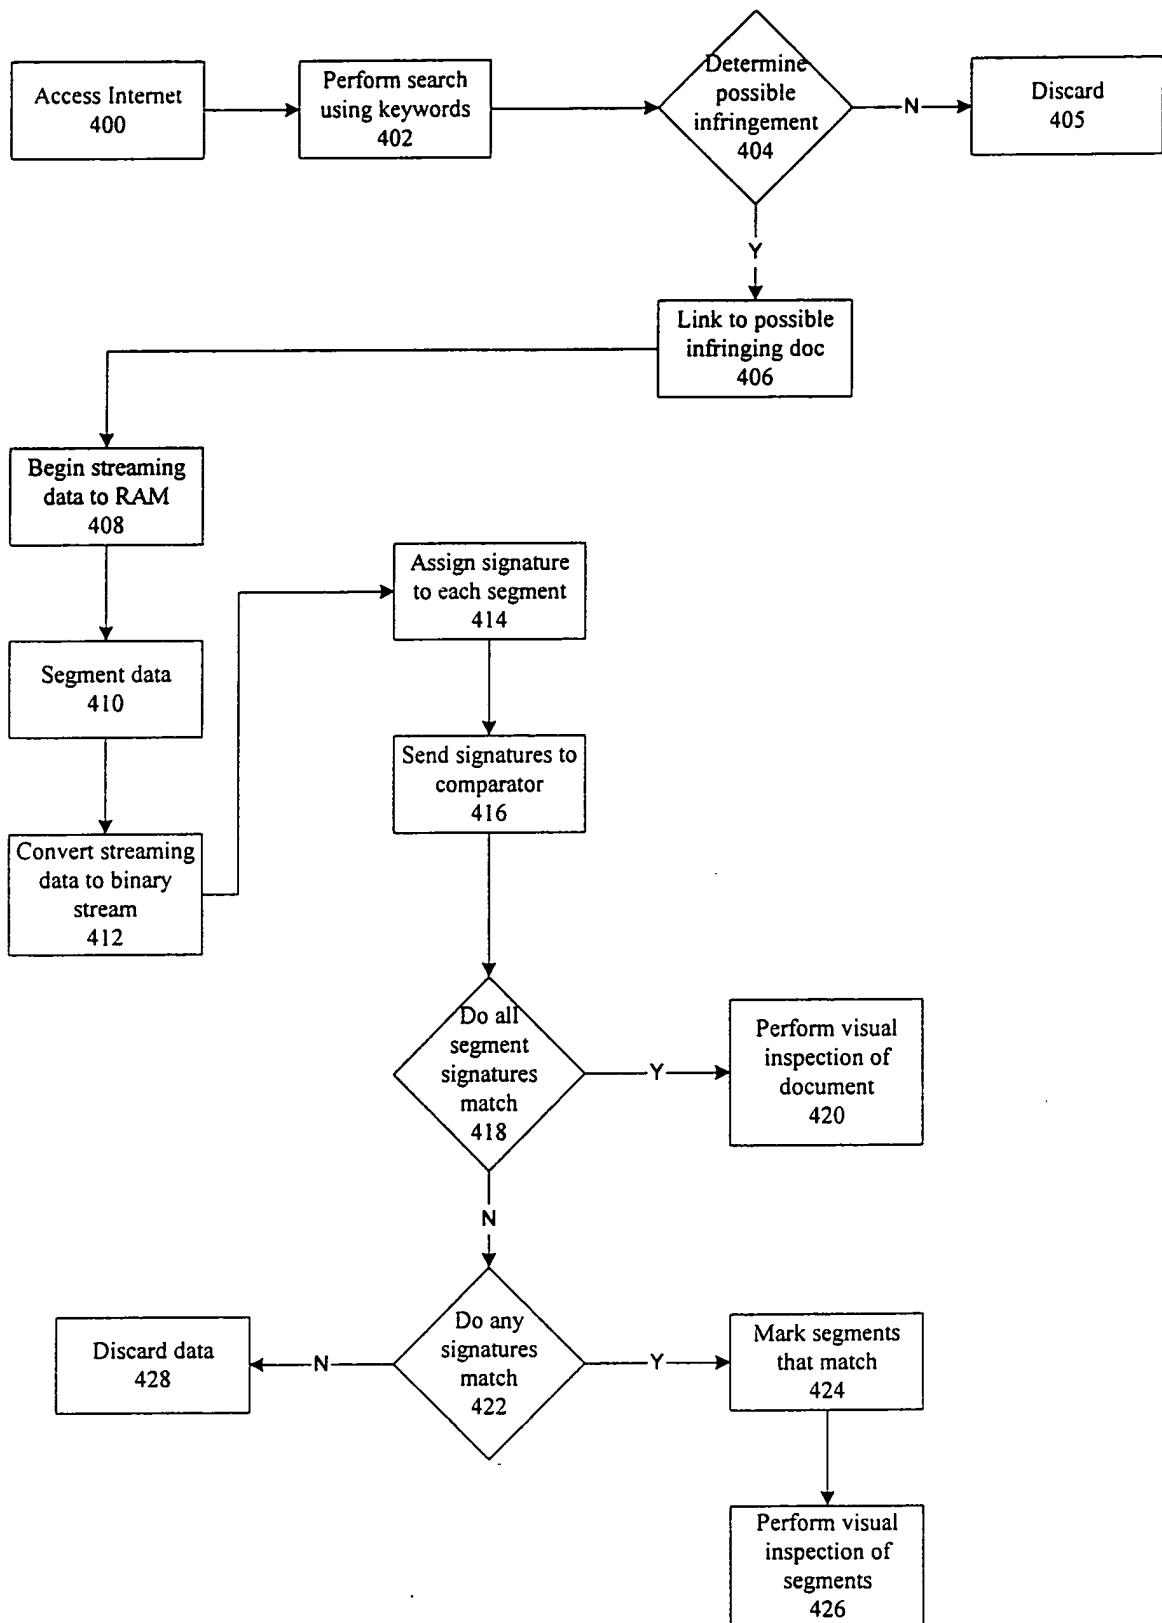 Access Internet
400
Perform search
using keywords
402
Determine
possible
infringement
404
N
Discard
405
Y
Link to possible
infringing doc
406
Begin streaming
data to RAM
408
Segment data
410
Convert streaming
data to binary
stream
412
Assign signature
to each segment
414
Send signatures to
comparator
416
Do all
segment
signatures
match
418
Y
Perform visual
inspection of
document
420
N
Do any
signatures
match
422
N
Discard data
428
Y
Mark segments
that match
424
Perform visual
inspection of
segments
426